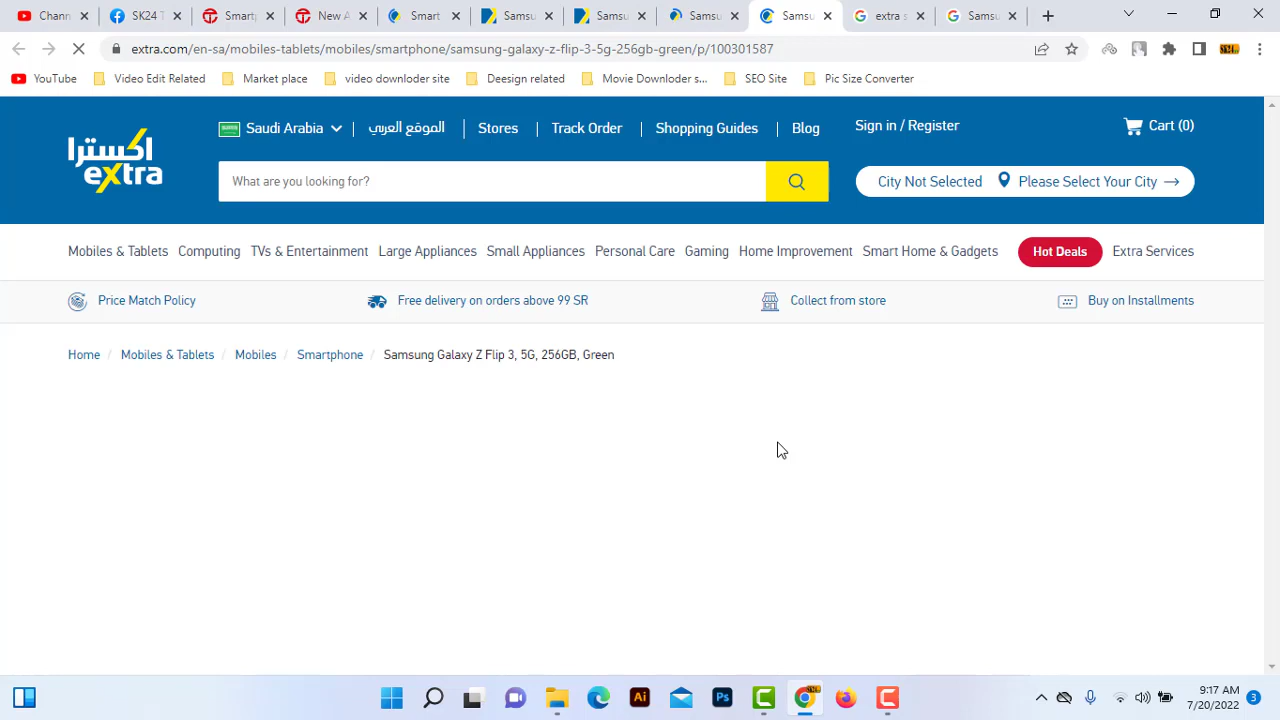 Chann
SK24
Smartp
New A
Smart
Samsu
Samsu
Samsu
Samsu
extra s
Samsu
extra.com/en-sa/mobiles-tablets/mobiles/smartphone/samsung-galaxy-z-flip-3-5g-256gb-green/p/100301587
YouTube
Video Edit Related
Market place
video downloder site
Deesign related
Movie Downloder s...
SEO Site
Pic Size Converter
اكسترا
extra
Saudi Arabia
الموقع العربي
Stores
Track Order
Shopping Guides
Blog
Sign in / Register
Cart (0)
What are you looking for?
City Not Selected
Please Select Your City
Mobiles & Tablets
Computing
TVs & Entertainment
Large Appliances
Small Appliances
Personal Care
Gaming
Home Improvement
Smart Home & Gadgets
Hot Deals
Extra Services
Price Match Policy
Free delivery on orders above 99 SR
Collect from store
Buy on Installments
Home / Mobiles & Tablets / Mobiles / Smartphone / Samsung Galaxy Z Flip 3, 5G, 256GB, Green
Ai
Ps
9:17 AM
7/20/2022
3